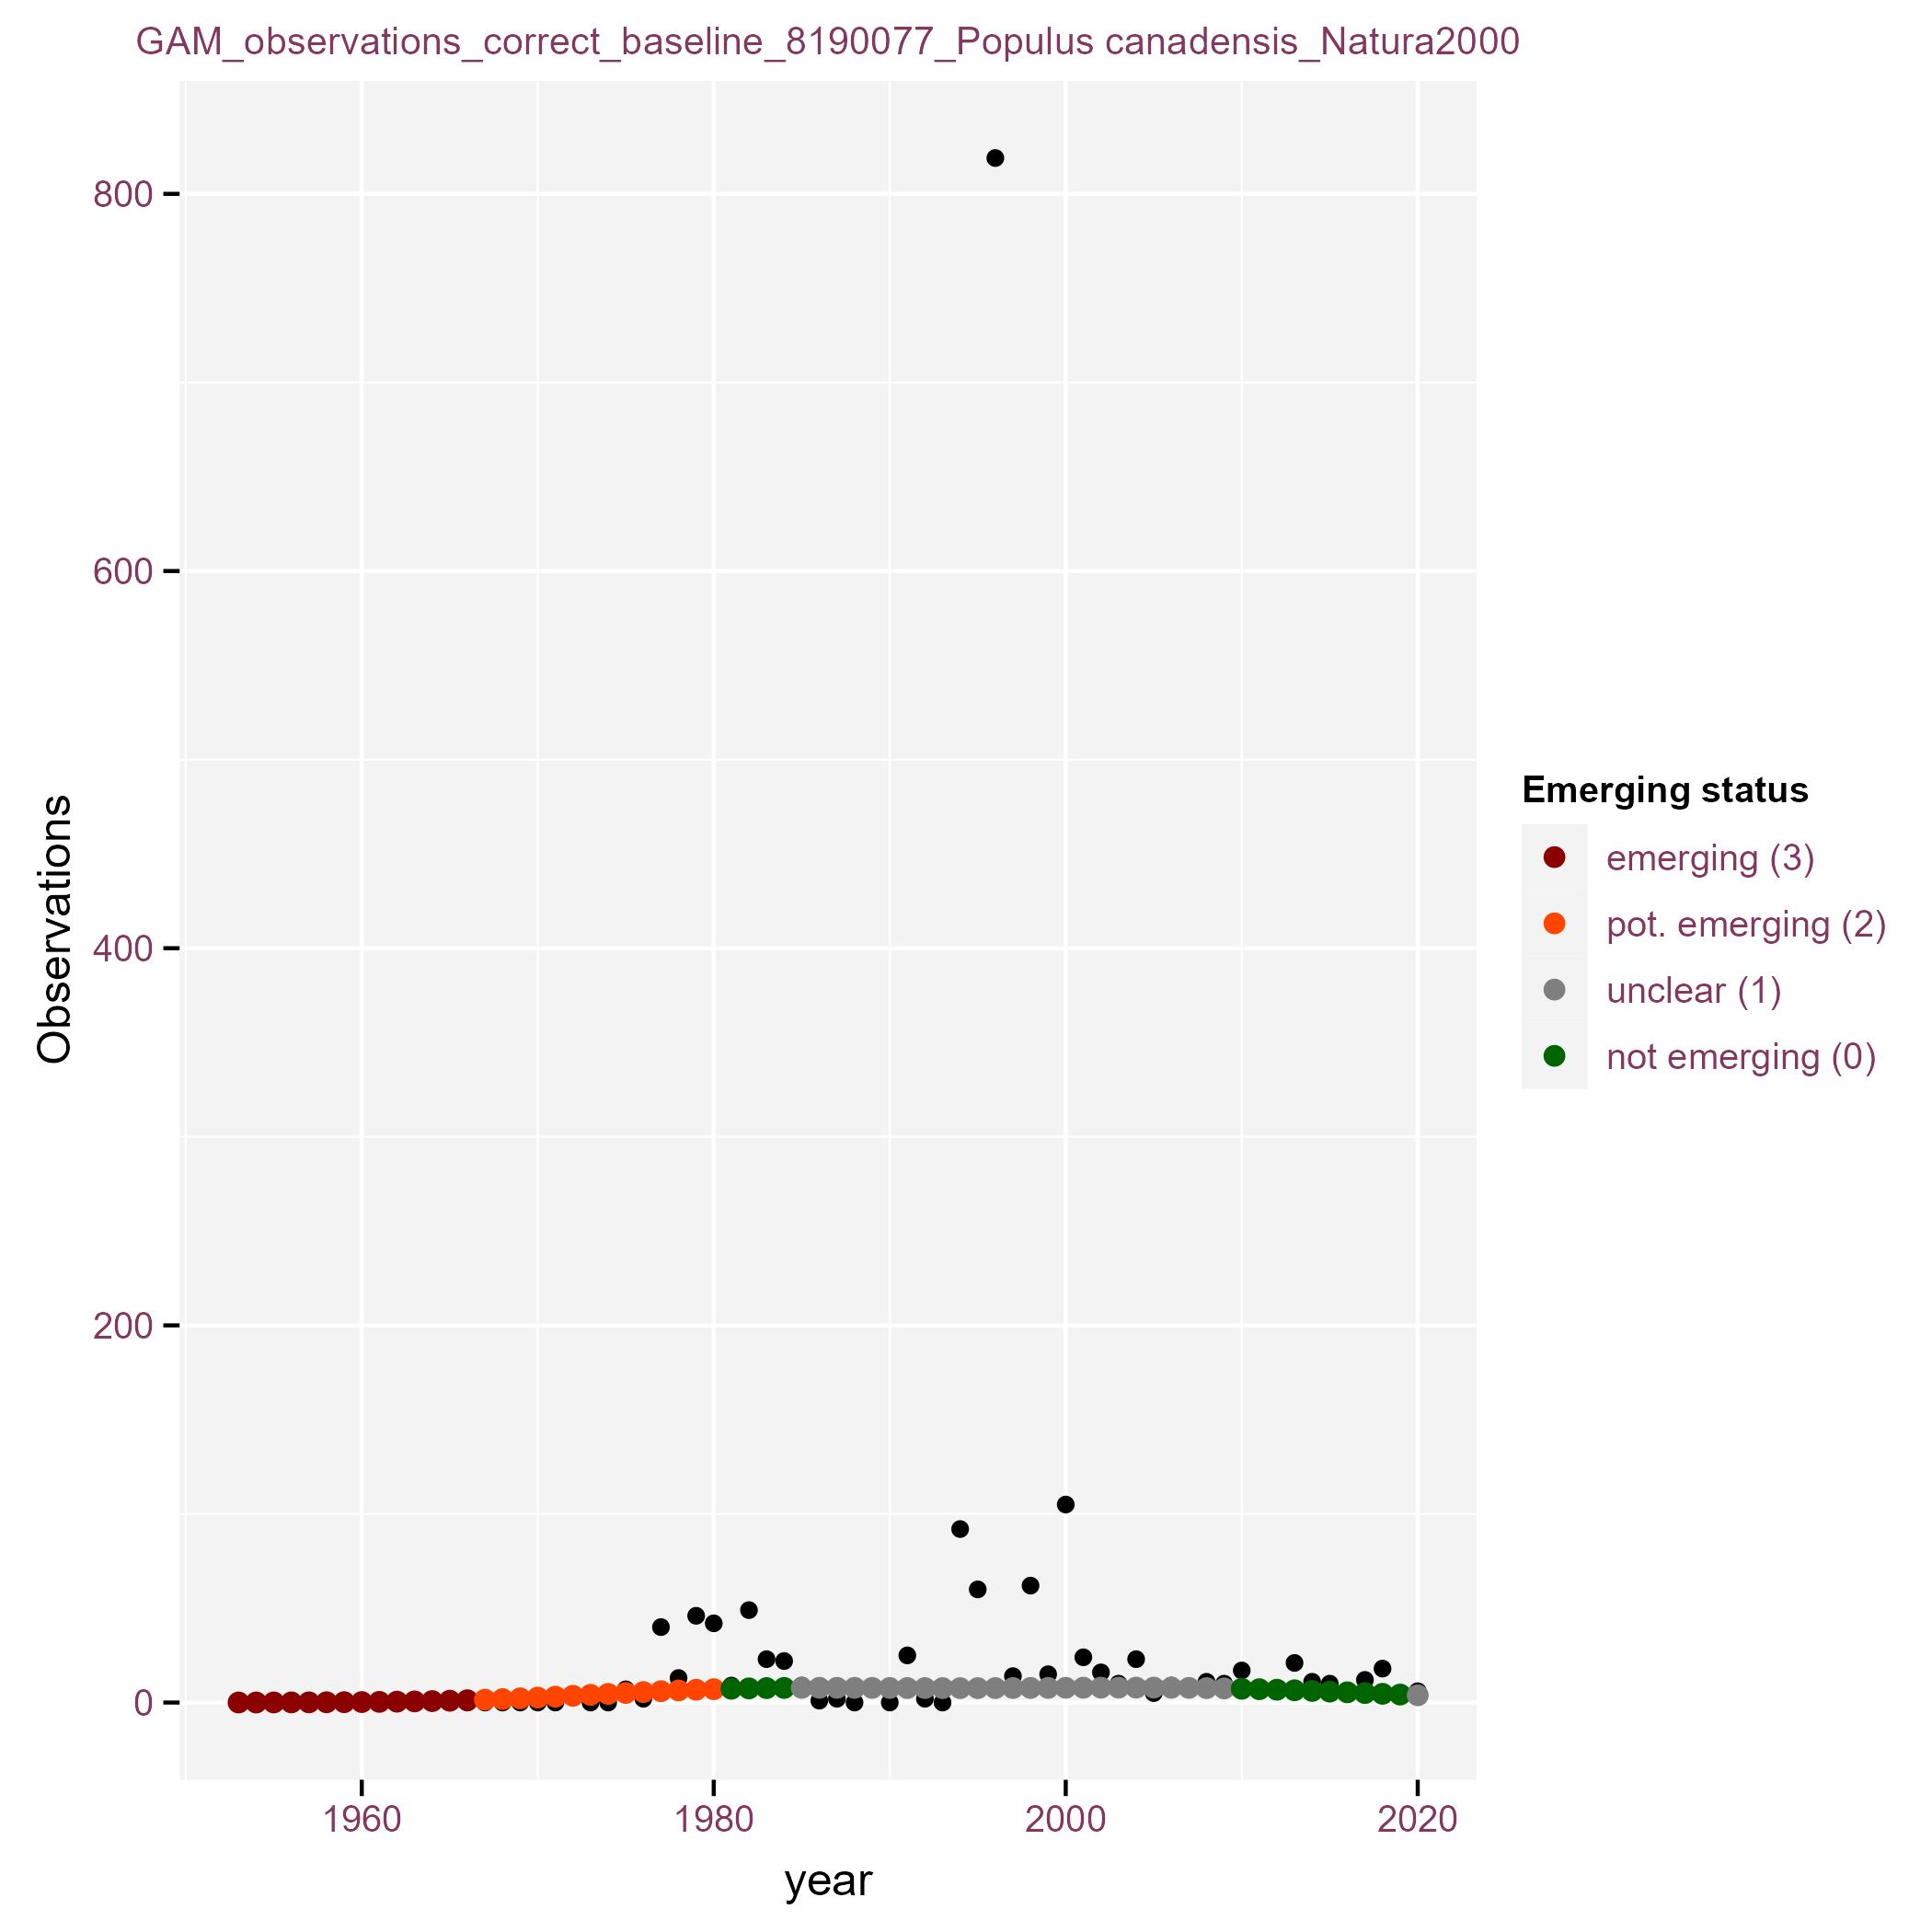 GAM_observations_correct_baseline_8190077_Populus canadensis_Natura2000
800
600
400
200
0
Observations
1960 1980 2000 2020
year
Emerging status
emerging (3)
pot. emerging (2)
unclear (1)
not emerging (0)